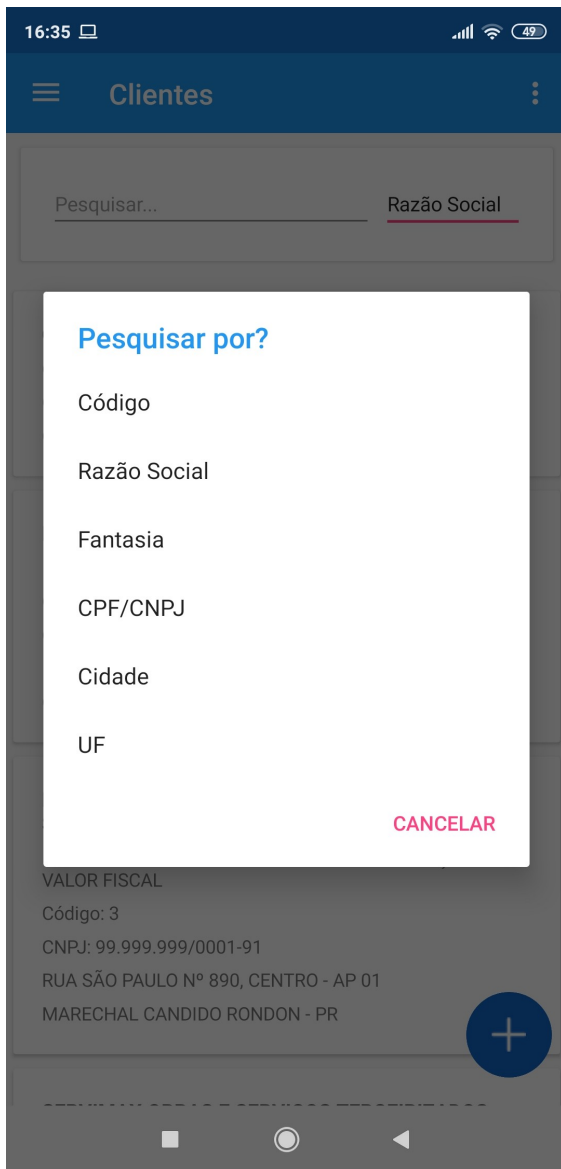 16:35
49
Clientes
Pesquisar...
Razão Social
Pesquisar por?
Código
Razão Social
Fantasia
CPF/CNPJ
Cidade
UF
CANCELAR
VALOR FISCAL
Código: 3
CNPJ: 99.999.999/0001-91
RUA SÃO PAULO Nº 890, CENTRO - AP 01
MARECHAL CANDIDO RONDON - PR